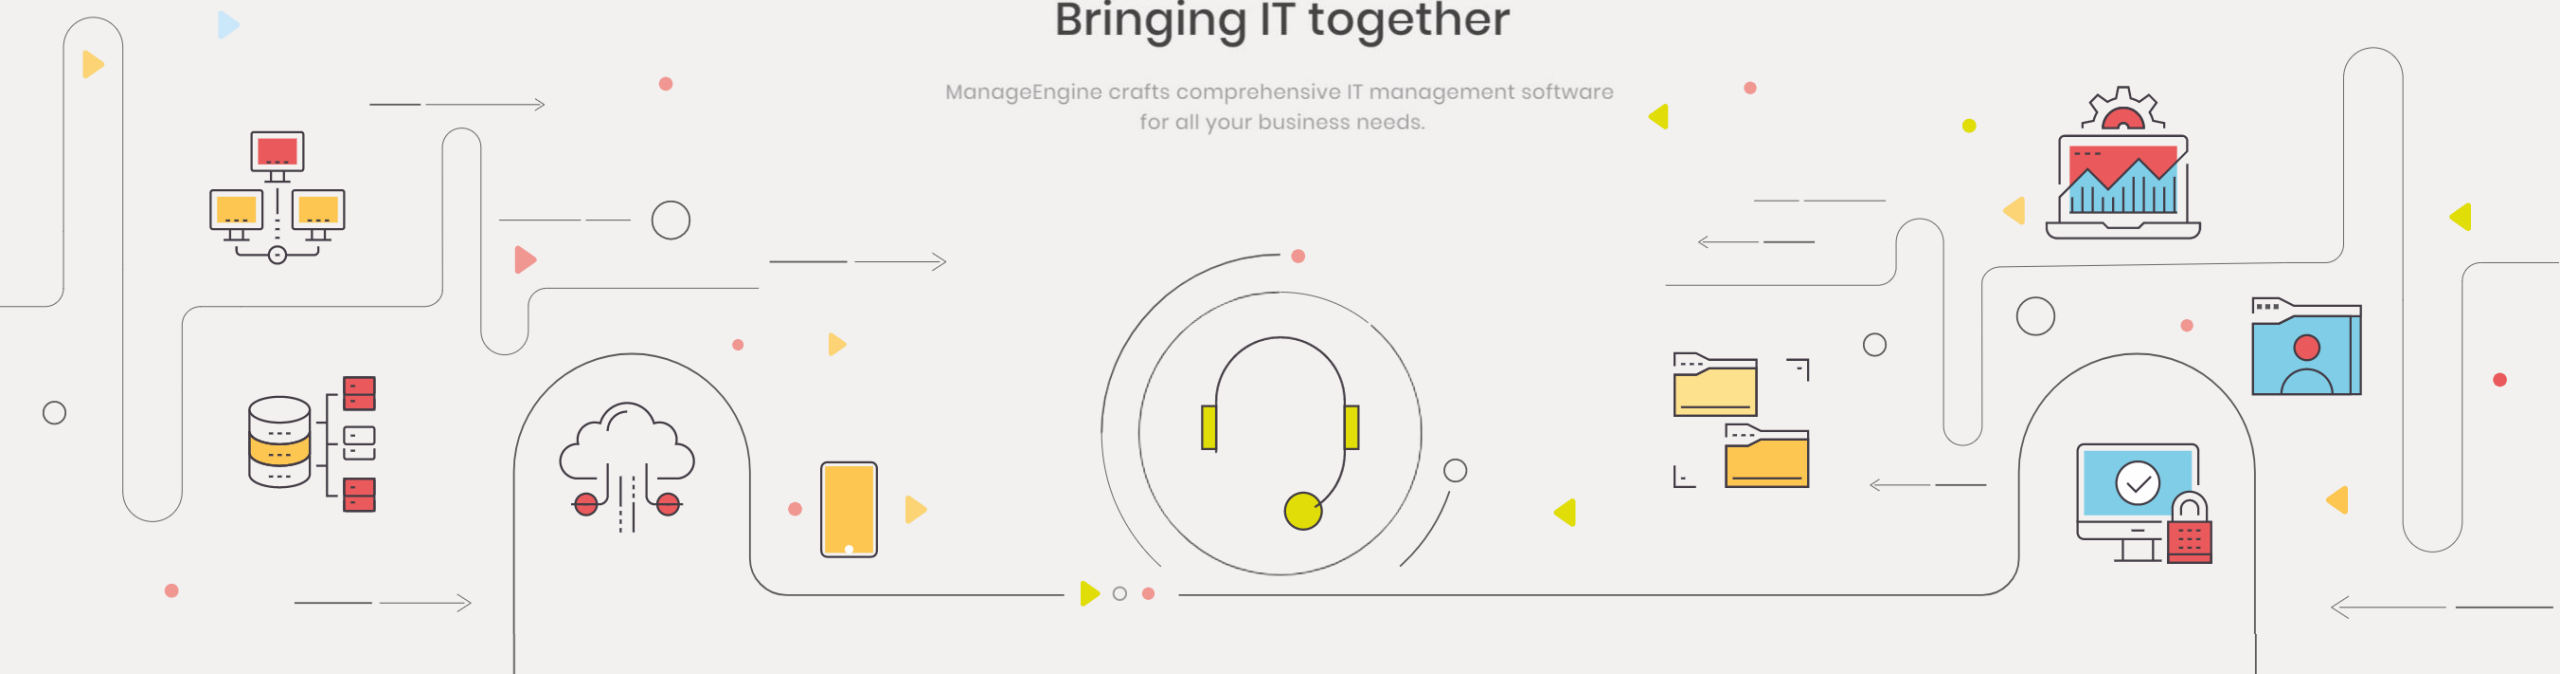 Bringing IT together
ManageEngine crafts comprehensive IT management software
for all your business needs.